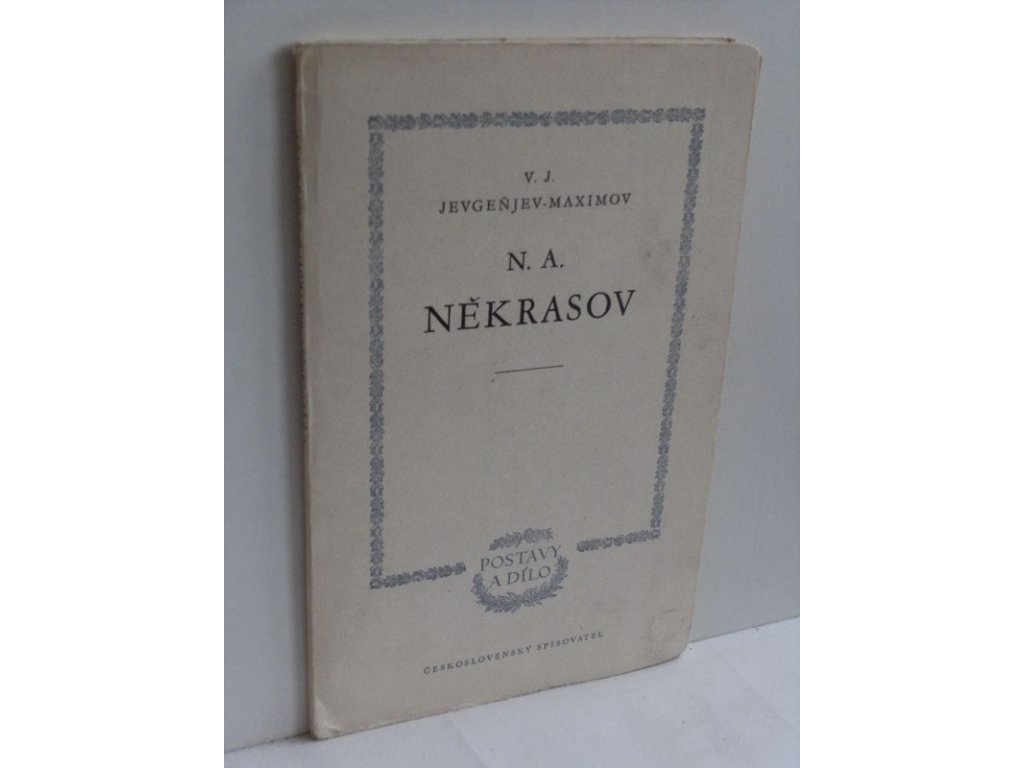 V. J.
JEVGEŇJEV-MAXIMOV
N. A.
NĚKRASOV
POSTAVY
A DÍLO
ČESKOSLOVENSKÝ SPISOVATEL